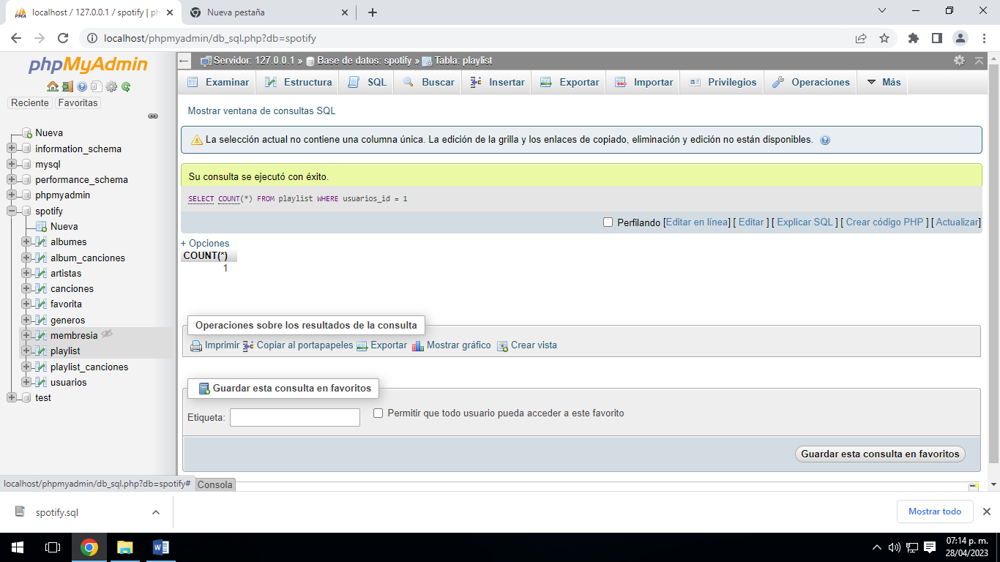 localhost / 127.0.0.1 / spotify | ph
Nueva pestaña
localhost/phpmyadmin/db_sql.php?db=spotify
phpMyAdmin
Reciente
Favoritas
Nueva
information_schema
mysql
performance_schema
phpmyadmin
spotify
Nueva
albumes
album_canciones
artistas
canciones
favorita
generos
membresia
playlist
playlist_canciones
usuarios
test
localhost/phpmyadmin/db_sql.php?db=spotify#
Servidor: 127.0.0.1 » Base de datos: spotify » Tabla: playlist
Examinar Estructura SQL Buscar Insertar Exportar Importar Privilegios Operaciones Más
Mostrar ventana de consultas SQL
La selección actual no contiene una columna única. La edición de la grilla y los enlaces de copiado, eliminación y edición no están disponibles.
Su consulta se ejecutó con éxito.
SELECT COUNT(*) FROM playlist WHERE usuarios_id = 1
Perfilando [Editar en línea] [ Editar ] [ Explicar SQL ] [ Crear código PHP ] [ Actualizar]
+ Opciones
COUNT(*)
1
Operaciones sobre los resultados de la consulta
Imprimir Copiar al portapapeles Exportar Mostrar gráfico Crear vista
Guardar esta consulta en favoritos
Etiqueta: Permitir que todo usuario pueda acceder a este favorito
Guardar esta consulta en favoritos
Consola
spotify.sql
Mostrar todo
07:14 p. m.
28/04/2023